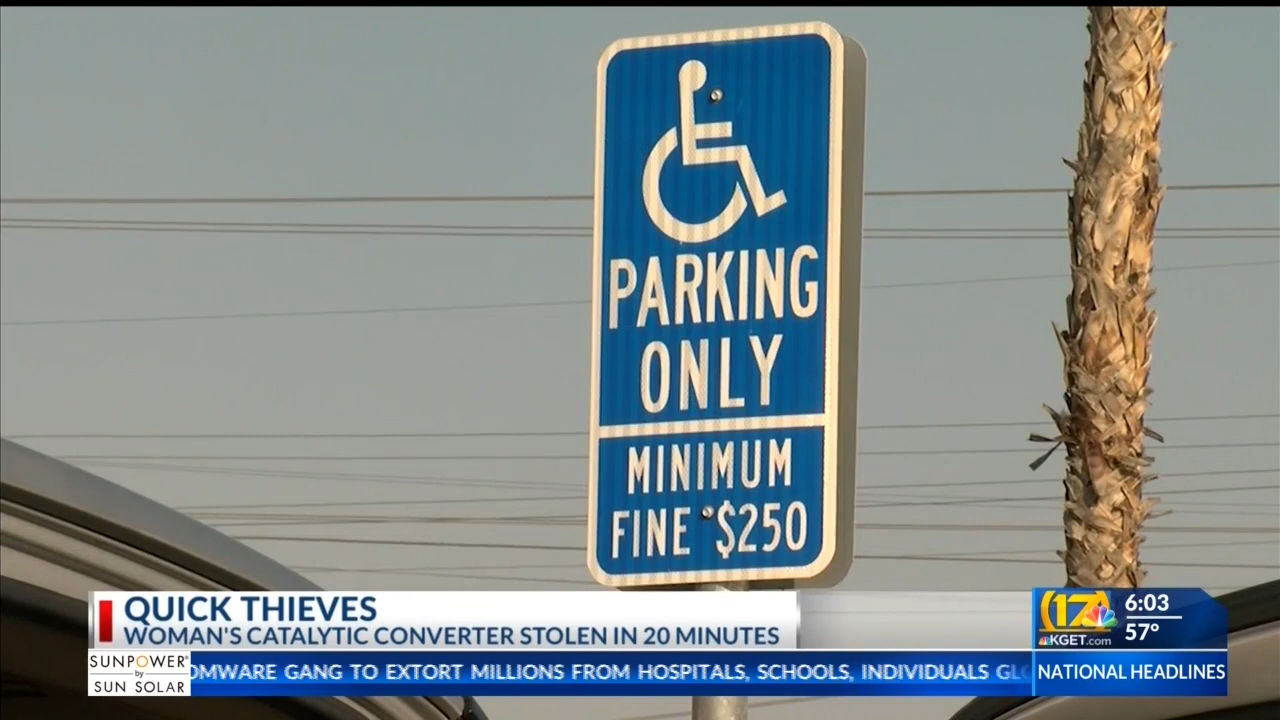 PARKING
ONLY
MINIMUM
FINE $250
QUICK THIEVES
WOMAN'S CATALYTIC CONVERTER STOLEN IN 20 MINUTES
17
KGET.com
6:03
57°
SUNPOWER®
by
SUN SOLAR
OMWARE GANG TO EXTORT MILLIONS FROM HOSPITALS, SCHOOLS, INDIVIDUALS GL
NATIONAL HEADLINES